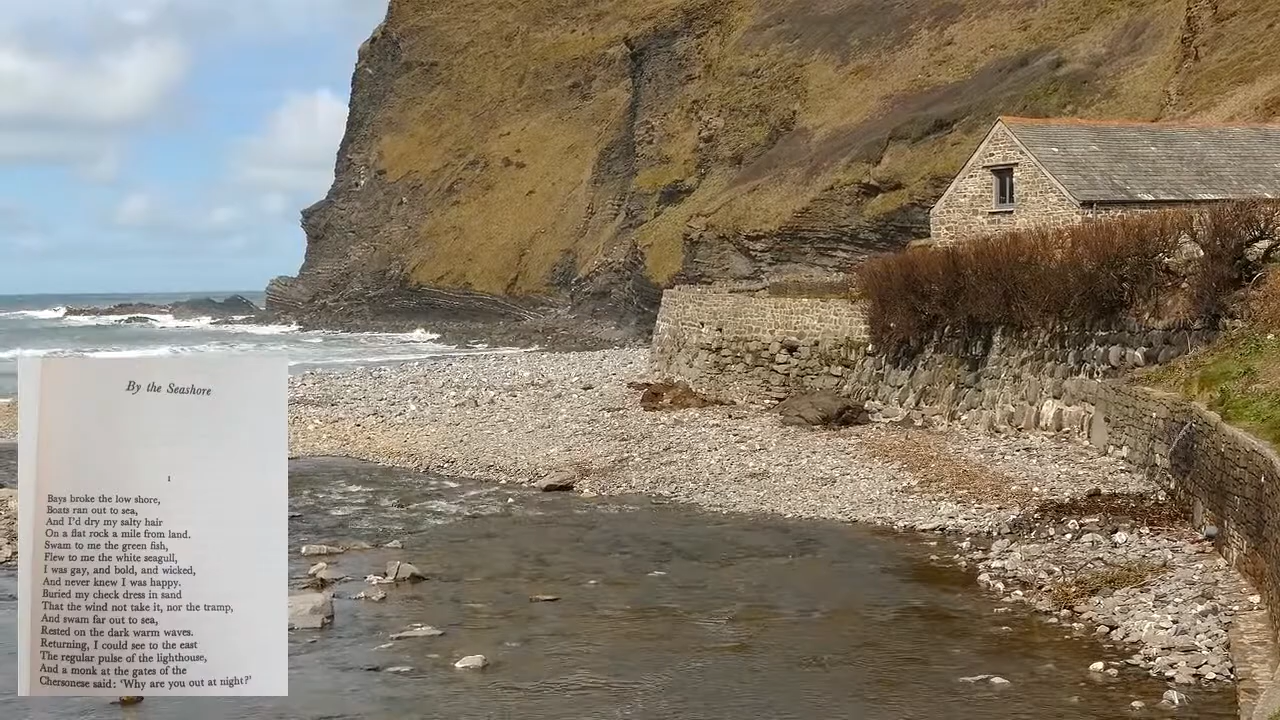 By the Seashore
1
Bays broke the low shore,
Boats ran out to sea,
And I'd dry my salty hair
On a flat rock a mile from land.
Swam to me the green fish,
Flew to me the white seagull,
I was gay, and bold, and wicked,
And never knew I was happy.
Buried my check dress in sand
That the wind not take it, nor the tramp,
And swam far out to sea,
Rested on the dark warm waves.
Returning, I could see to the east
The regular pulse of the lighthouse,
And a monk at the gates of the
Chersonese said: 'Why are you out at night?'